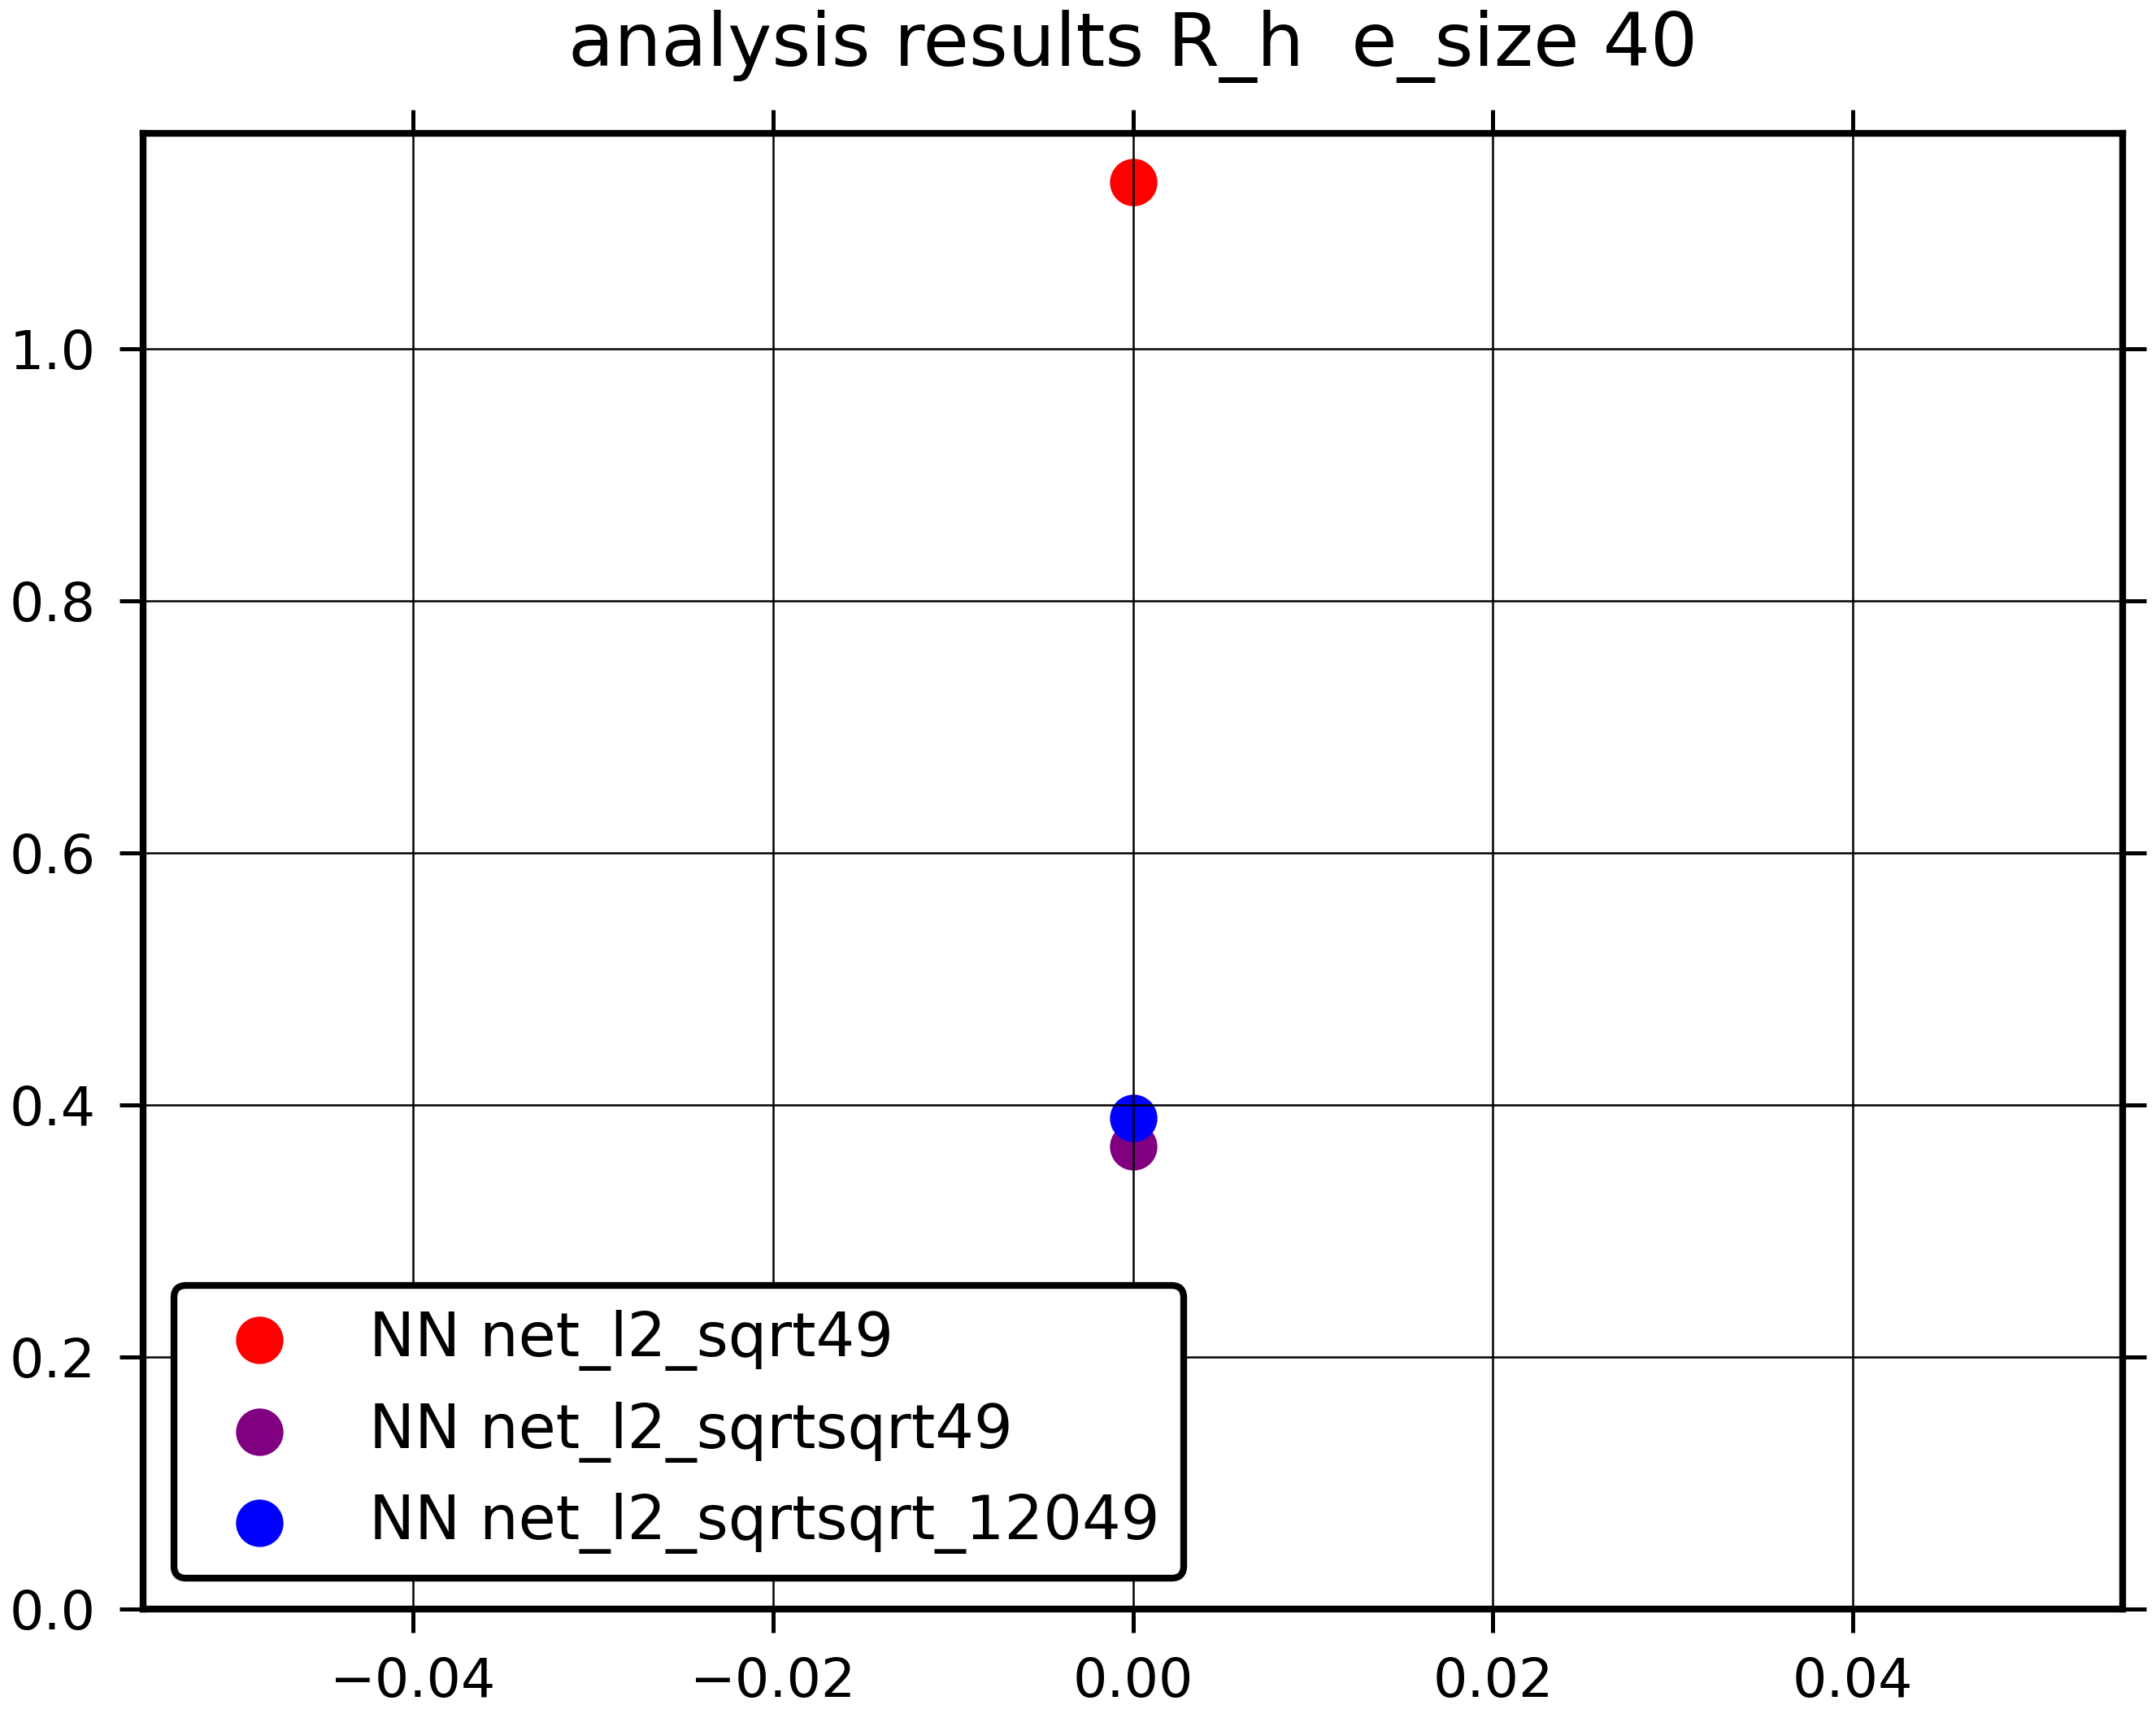 analysis results R_h  e_size 40
1.0
0.8
0.6
0.4
0.2
0.0
NN net_l2_sqrt49
NN net_l2_sqrtsqrt49
NN net_l2_sqrtsqrt_12049
−0.04 −0.02 0.00 0.02 0.04